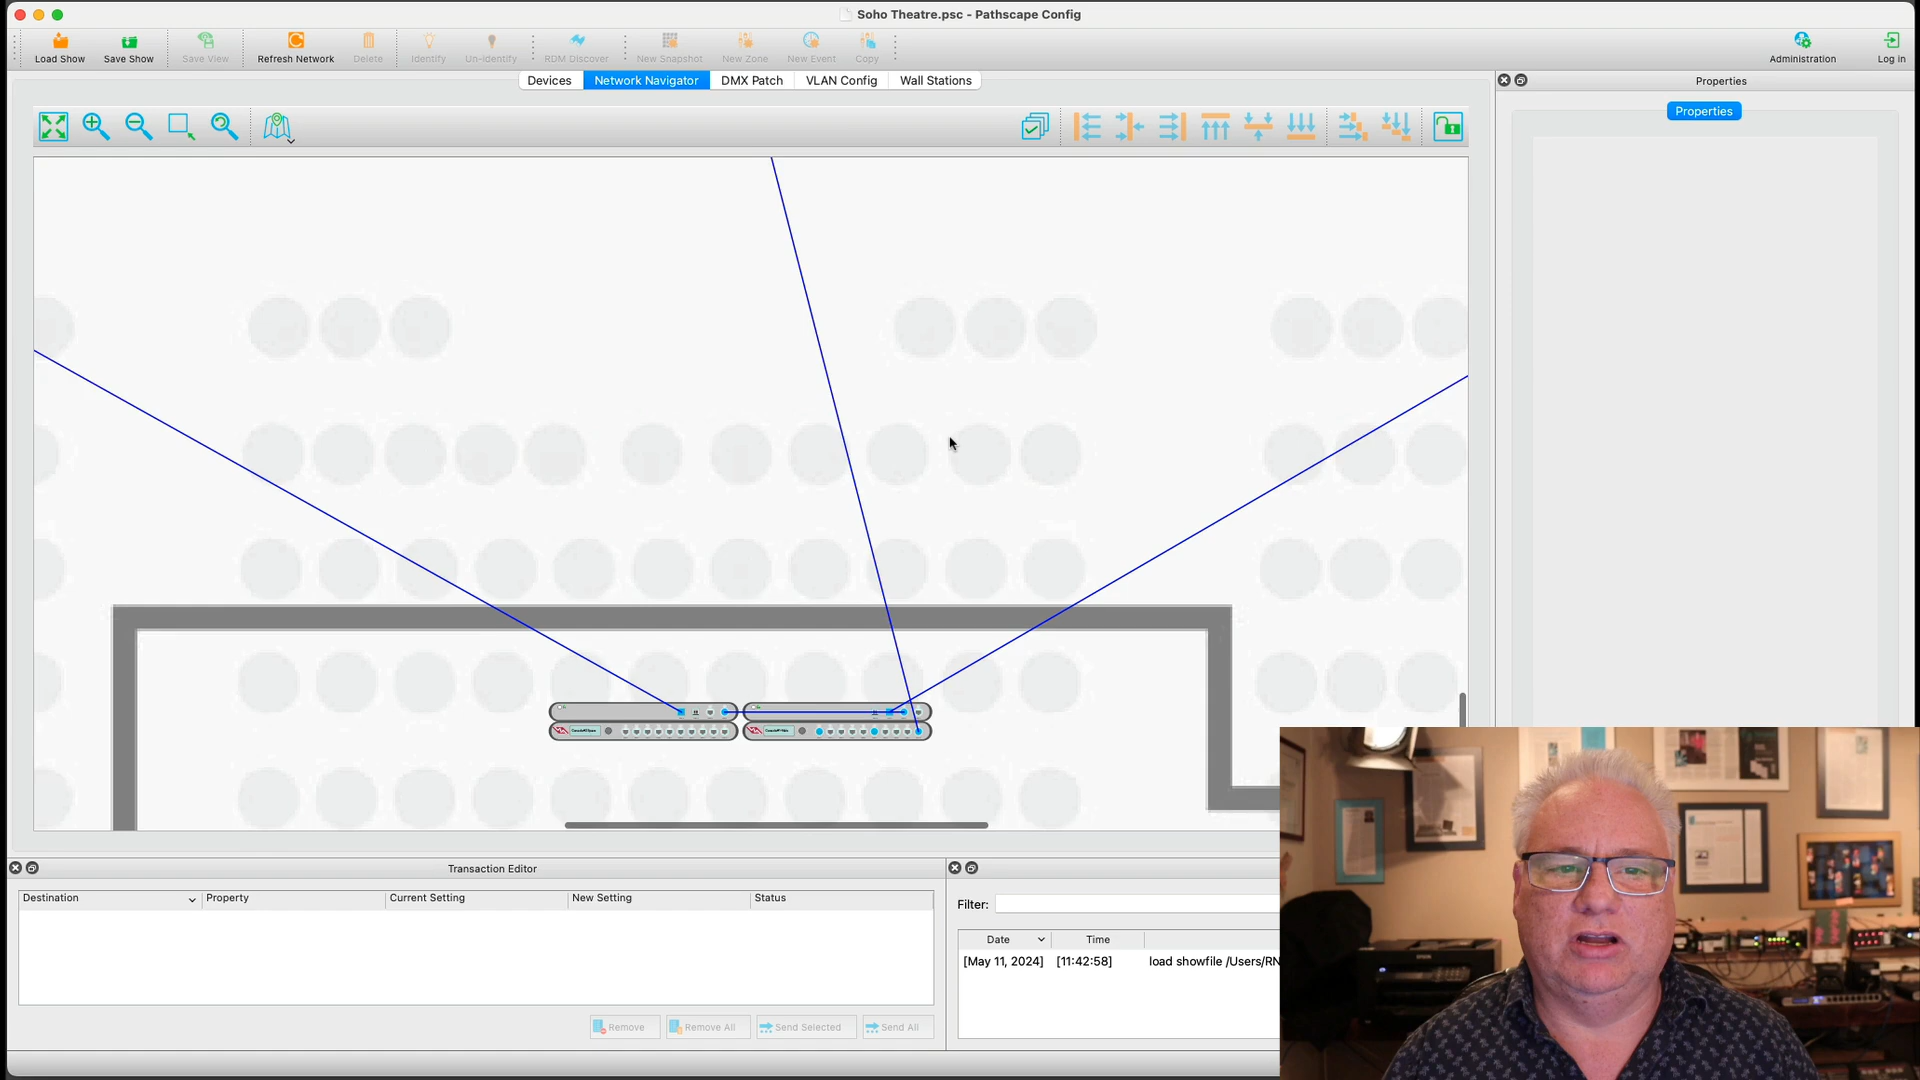 Soho Theatre.psc - Pathscape Config
Load Show
Save Show
Save View
Refresh Network
Delete
Identify
Un-identify
RDM Discover
New Snapshot
New Zone
New Event
Copy
Administration
Log in
Devices
Network Navigator
DMX Patch
VLAN Config
Wall Stations
Properties
Properties
Transaction Editor
Destination
Property
Current Setting
New Setting
Status
Remove
Remove All
Send Selected
Send All
Filter:
Date
Time
[May 11, 2024] [11:42:58] load showfile /Users/RN